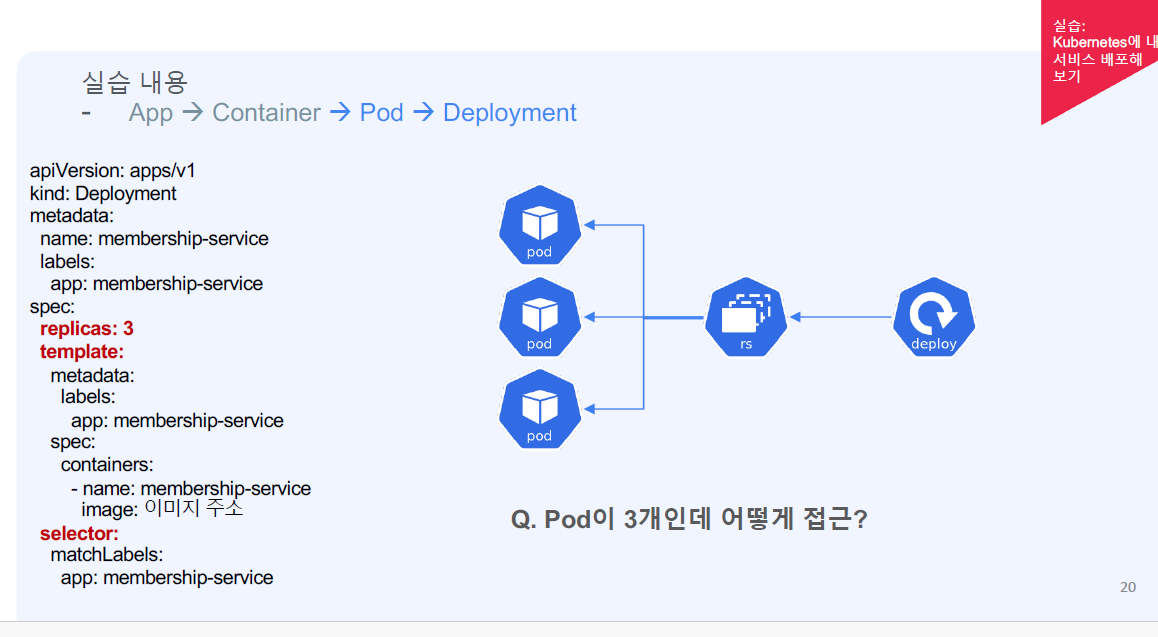 실습:
Kubernetes에 내
서비스 배포해
보기
실습 내용
- App → Container → Pod → Deployment
apiVersion: apps/v1
kind: Deployment
metadata:
name: membership-service
labels:
app: membership-service
spec:
replicas: 3
template:
metadata:
labels:
app: membership-service
spec:
containers:
- name: membership-service
image: 이미지 주소
selector:
matchLabels:
app: membership-service
pod
pod
pod
rs
deploy
Q. Pod이 3개인데 어떻게 접근?
20